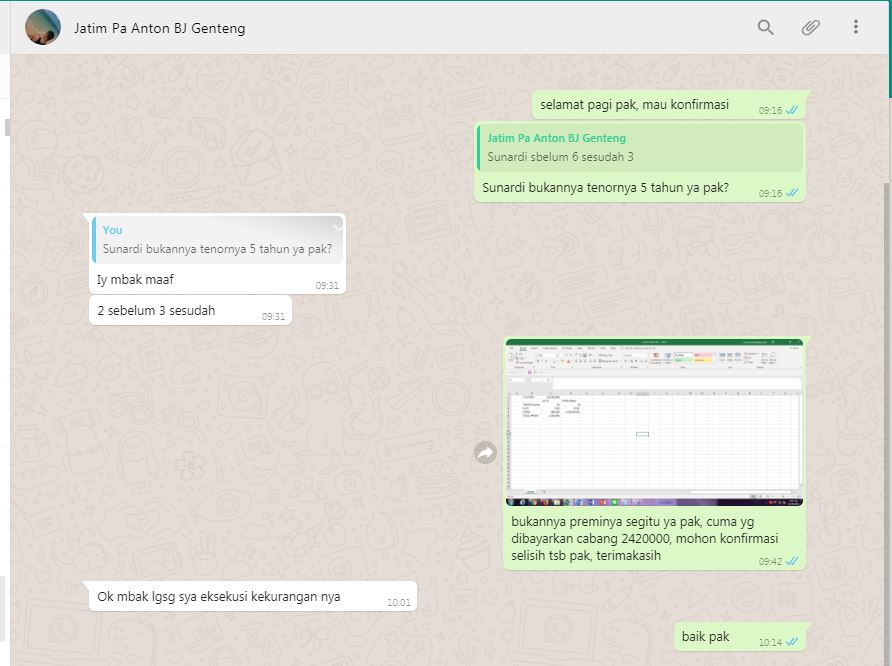 Jatim Pa Anton BJ Genteng
selamat pagi pak, mau konfirmasi
09:16
Jatim Pa Anton BJ Genteng
Sunardi sbelum 6 sesudah 3
Sunardi bukannya tenornya 5 tahun ya pak?
09:16
You
Sunardi bukannya tenornya 5 tahun ya pak?
Iy mbak maaf
09:31
2 sebelum 3 sesudah
09:31
bukannya preminya segitu ya pak, cuma yg
dibayarkan cabang 2420000, mohon konfirmasi
selisih tsb pak, terimakasih
09:42
Ok mbak lgsg sya eksekusi kekurangan nya
10:01
baik pak
10:14